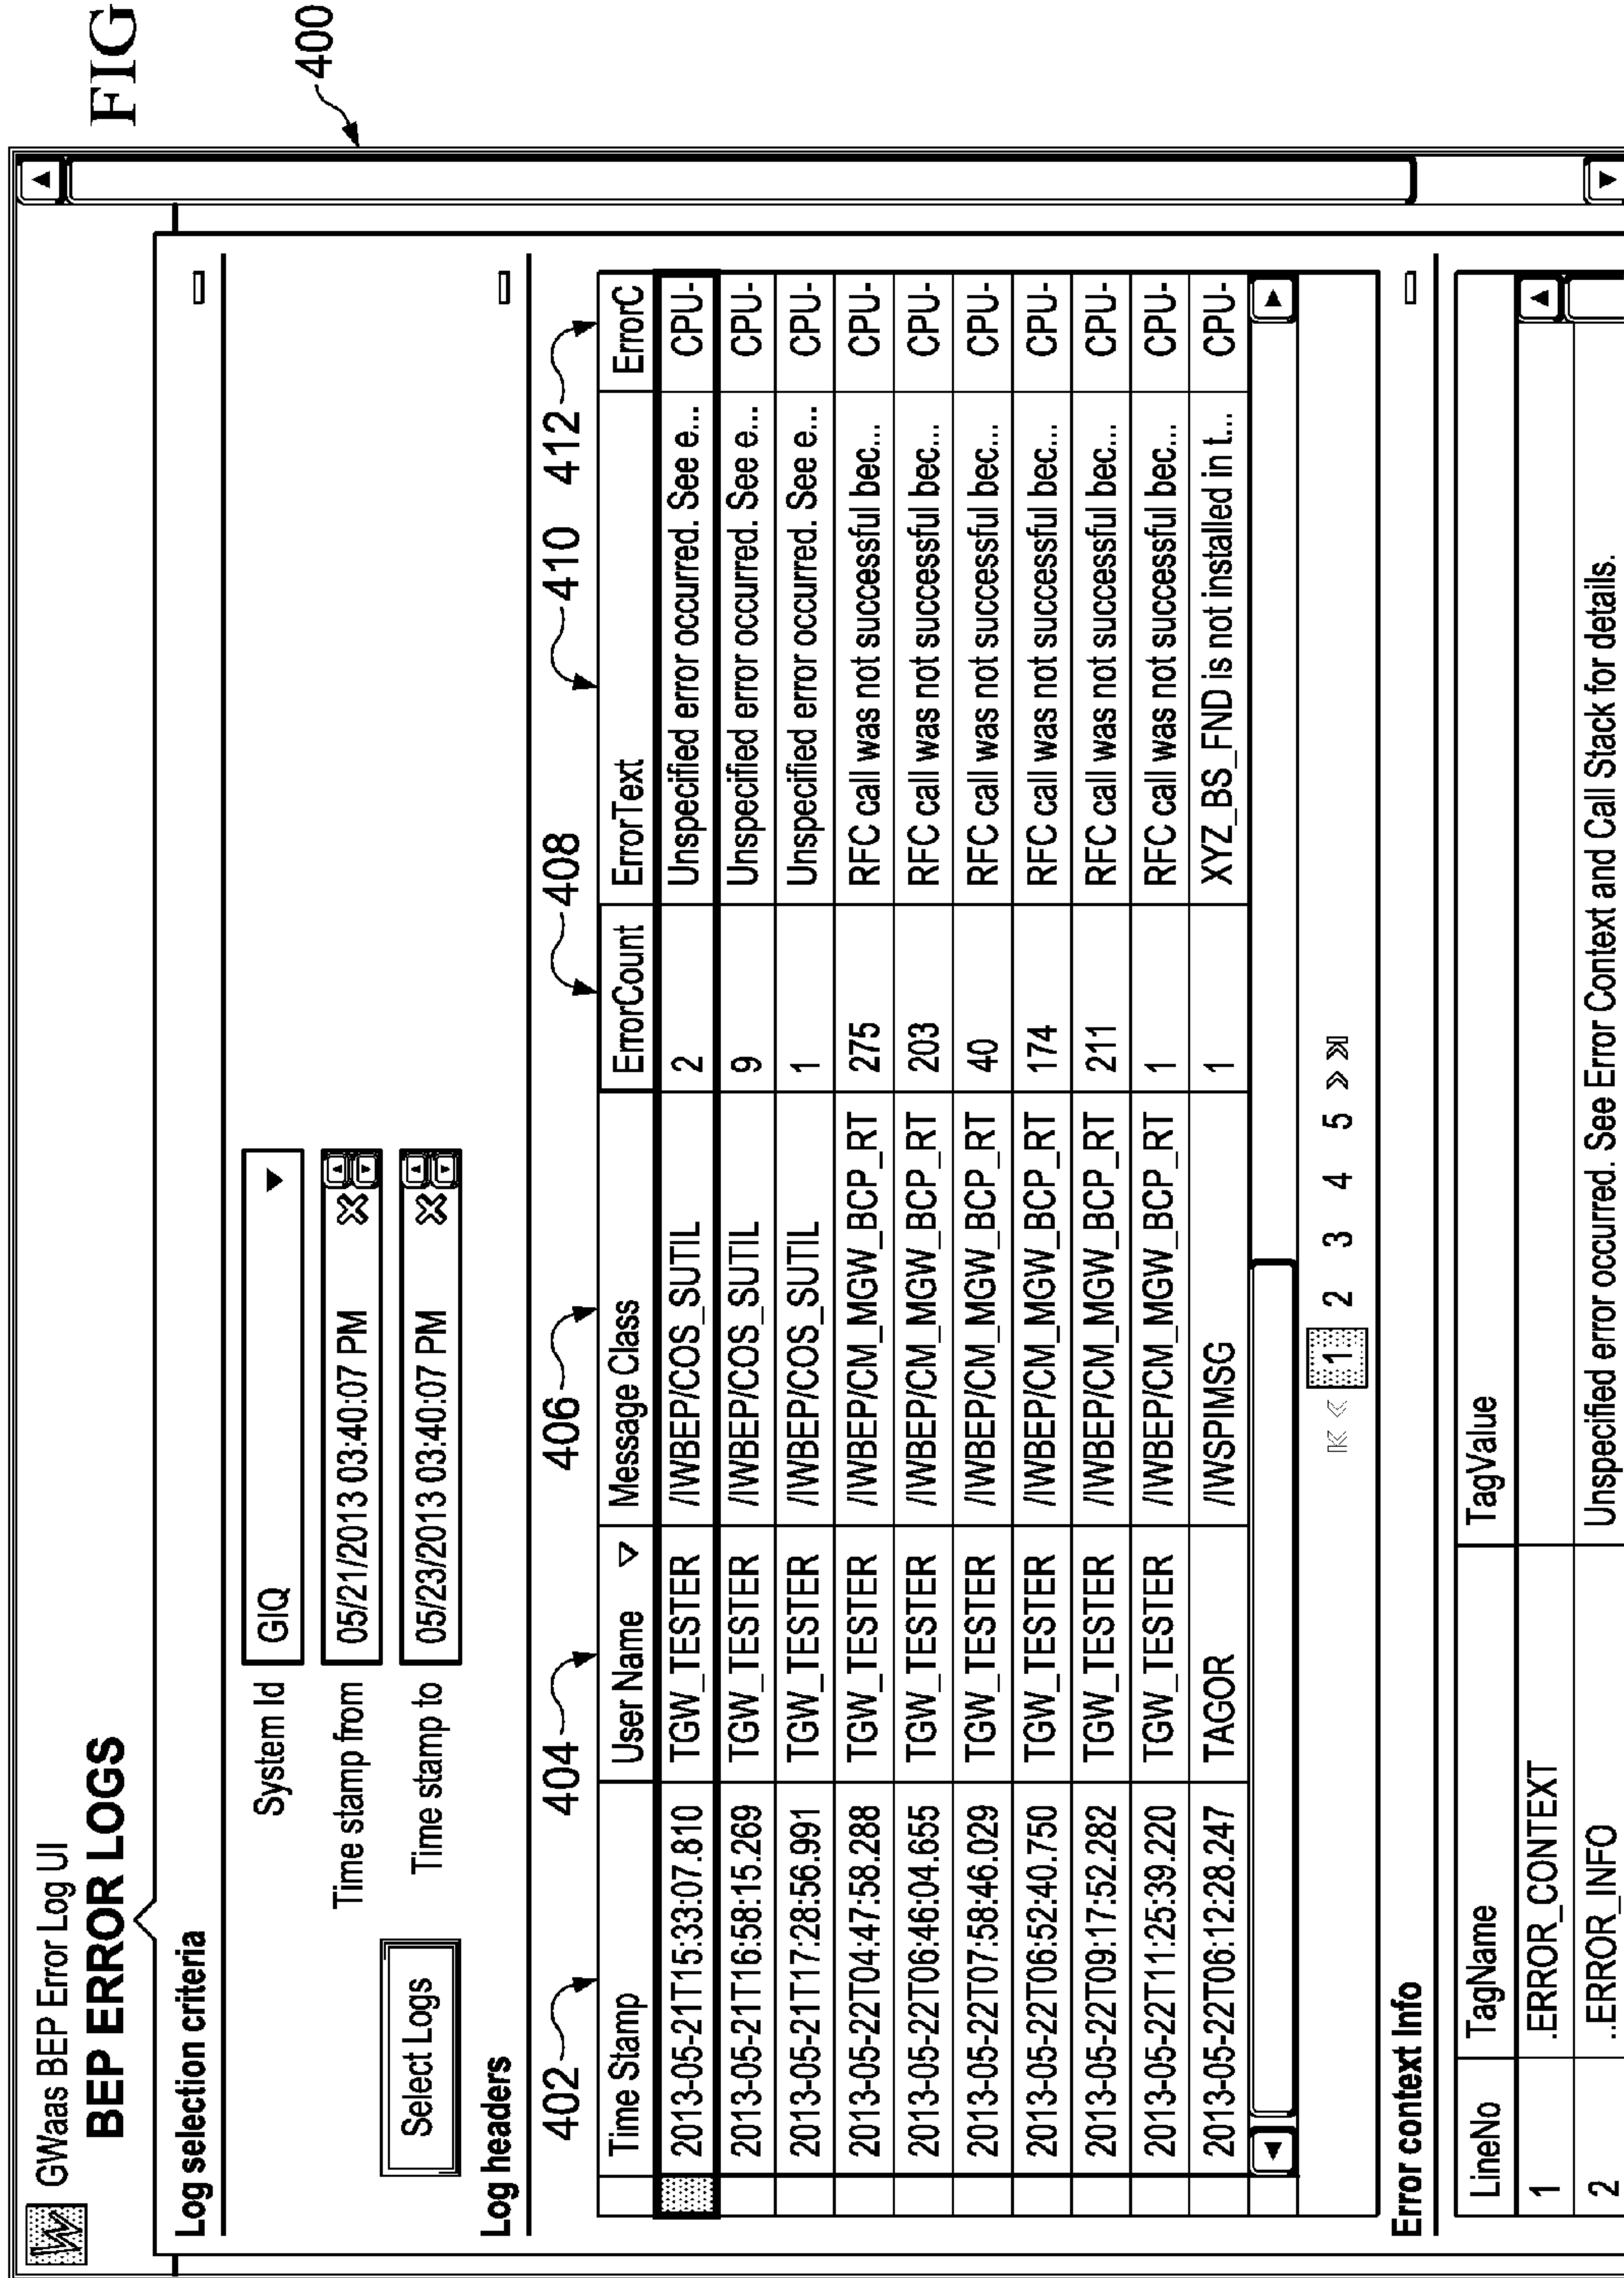 FIG
400
GWaas BEP Error Log UI
BEP ERROR LOGS
Log selection criteria
System Id GIQ
Time stamp from 05/21/2013 03:40:07 PM
Time stamp to 05/23/2013 03:40:07 PM
Select Logs
Log headers
402 404 406 408 410 412
Time Stamp User Name Message Class ErrorCount ErrorText ErrorC
2013-05-21T15:33:07.810 TGW_TESTER /IWBEP/COS_SUTIL 2 Unspecified error occurred. See e... CPU-
2013-05-21T16:58:15.269 TGW_TESTER /IWBEP/COS_SUTIL 9 Unspecified error occurred. See e... CPU-
2013-05-21T17:28:56.991 TGW_TESTER /IWBEP/COS_SUTIL 1 Unspecified error occurred. See e... CPU-
2013-05-22T04:47:58.288 TGW_TESTER /IWBEP/CM_MGW_BCP_RT 275 RFC call was not successful bec... CPU-
2013-05-22T06:46:04.655 TGW_TESTER /IWBEP/CM_MGW_BCP_RT 203 RFC call was not successful bec... CPU-
2013-05-22T07:58:46.029 TGW_TESTER /IWBEP/CM_MGW_BCP_RT 40 RFC call was not successful bec... CPU-
2013-05-22T06:52:40.750 TGW_TESTER /IWBEP/CM_MGW_BCP_RT 174 RFC call was not successful bec... CPU-
2013-05-22T09:17:52.282 TGW_TESTER /IWBEP/CM_MGW_BCP_RT 211 RFC call was not successful bec... CPU-
2013-05-22T11:25:39.220 TGW_TESTER /IWBEP/CM_MGW_BCP_RT 1 RFC call was not successful bec... CPU-
2013-05-22T06:12:28.247 TAGOR /IWSPIMSG 1 XYZ_BS_FND is not installed in t... CPU-
1 2 3 4 5
Error context Info
LineNo TagName TagValue
1 .ERROR_CONTEXT
2 ..ERROR_INFO Unspecified error occurred. See Error Context and Call Stack for details.